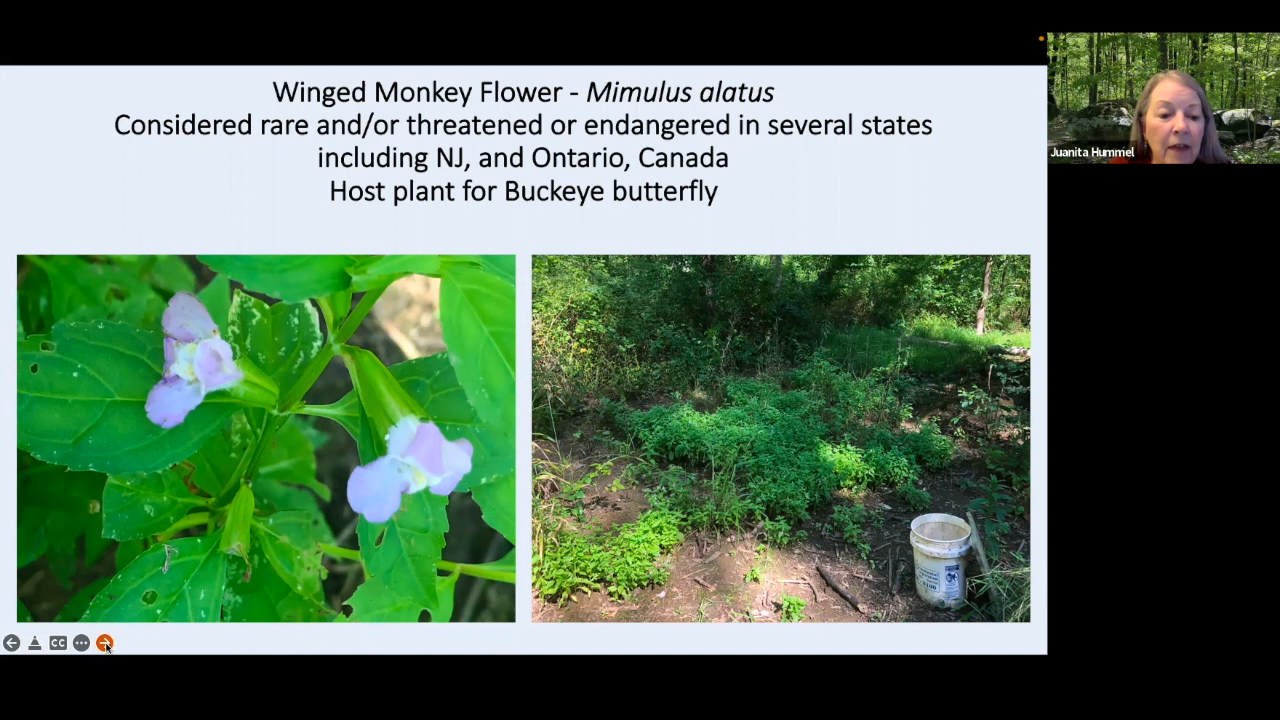 Winged Monkey Flower - Mimulus alatus
Considered rare and/or threatened or endangered in several states
including NJ, and Ontario, Canada
Host plant for Buckeye butterfly
Juanita Hummel
CC